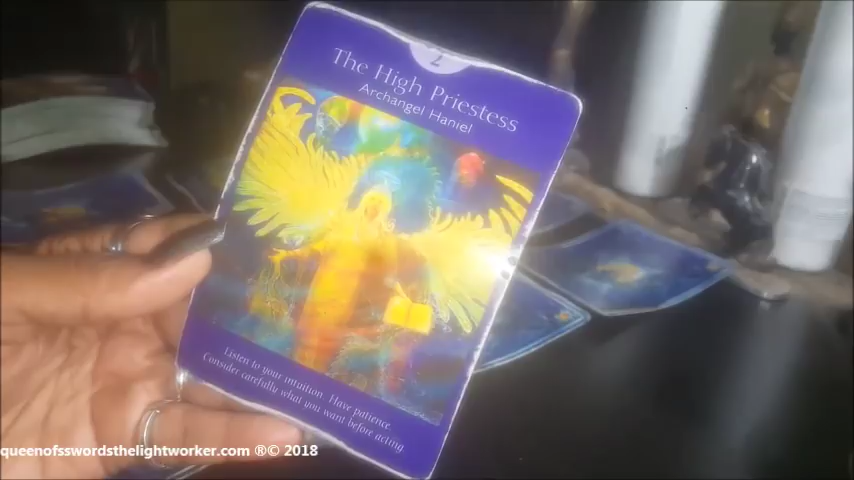 2
The High Priestess
Archangel Haniel
Listen to your intuition. Have patience.
Consider carefully what you want before acting.
queenofsswordsthelightworker.com ®© 2018